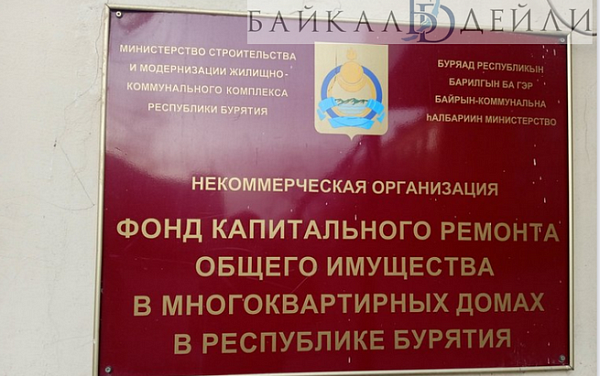 БАЙКАЛ ДЕЙЛИ
МИНИСТЕРСТВО СТРОИТЕЛЬСТВА
И МОДЕРНИЗАЦИИ ЖИЛИЩНО-
КОММУНАЛЬНОГО КОМПЛЕКСА
РЕСПУБЛИКИ БУРЯТИЯ
БУРЯАД РЕСПУБЛИКЫН
БАРИЛГЫН БА ГЭР
БАЙРЫН-КОММУНАЛЬНА
ҺАЛБАРИИН МИНИСТЕРСТВО
НЕКОММЕРЧЕСКАЯ ОРГАНИЗАЦИЯ
ФОНД КАПИТАЛЬНОГО РЕМОНТА
ОБЩЕГО ИМУЩЕСТВА
В МНОГОКВАРТИРНЫХ ДОМАХ
В РЕСПУБЛИКЕ БУРЯТИЯ